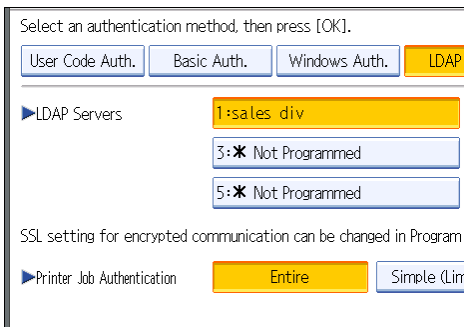 Select an authentication method, then press [OK].
User Code Auth. Basic Auth. Windows Auth. LDAP
►LDAP Servers 1:sales div
3:✱ Not Programmed
5:✱ Not Programmed
SSL setting for encrypted communication can be changed in Program
►Printer Job Authentication Entire Simple (Lim